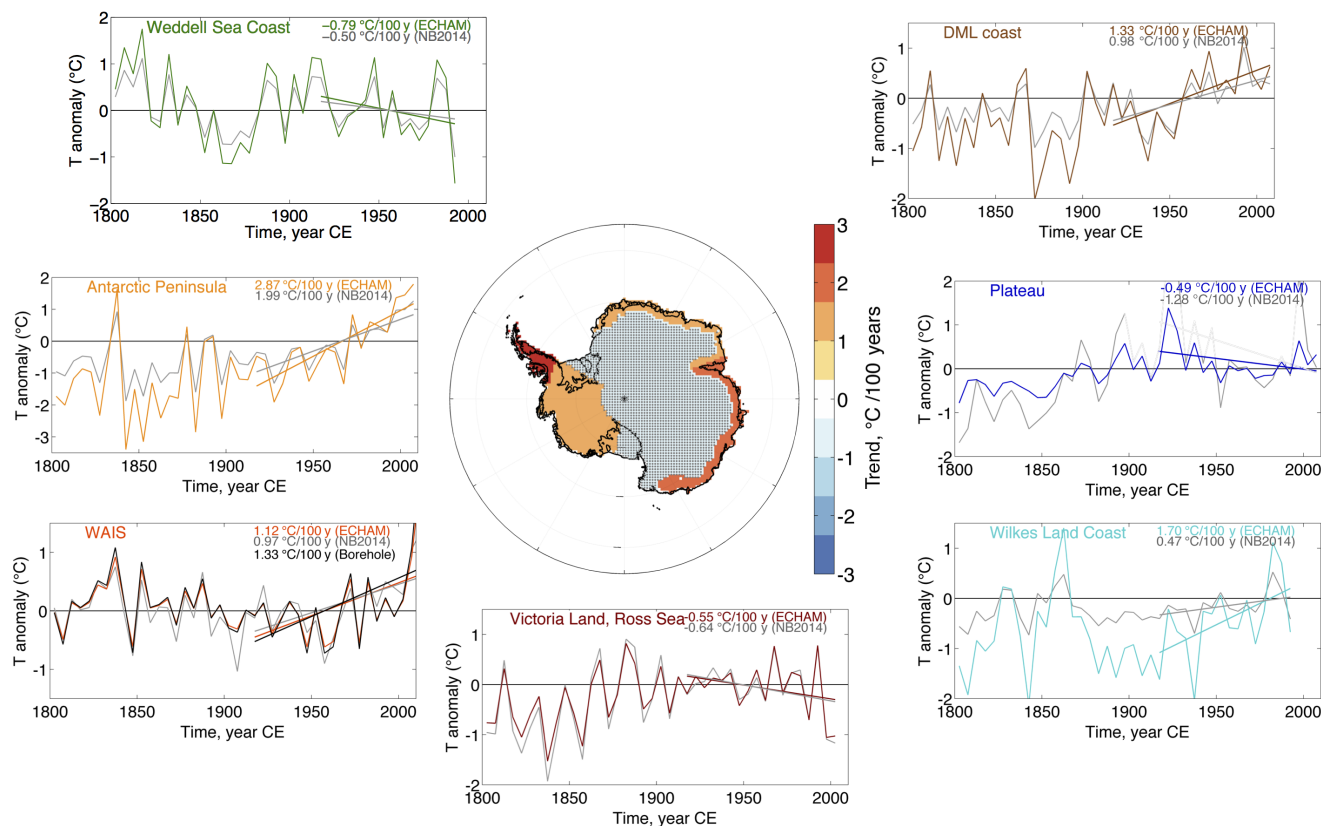 Weddell Sea Coast
−0.79 °C/100 y (ECHAM)
−0.50 °C/100 y (NB2014)
T anomaly (°C)
2
1
0
−1
−2
1800 1850 1900 1950 2000
Time, year CE
DML coast
1.33 °C/100 y (ECHAM)
0.98 °C/100 y (NB2014)
T anomaly (°C)
1
0
-1
-2
1800 1850 1900 1950 2000
Time, year CE
Antarctic Peninsula
2.87 °C/100 y (ECHAM)
1.99 °C/100 y (NB2014)
T anomaly (°C)
2
1
0
-1
-2
-3
1800 1850 1900 1950 2000
Time, year CE
3
2
1
0
-1
-2
-3
Trend, °C /100 years
Plateau
-0.49 °C/100 y (ECHAM)
-1.28 °C/100 y (NB2014)
T anomaly (°C)
2
1
0
-1
-2
1800 1850 1900 1950 2000
Time, year CE
WAIS
1.12 °C/100 y (ECHAM)
0.97 °C/100 y (NB2014)
1.33 °C/100 y (Borehole)
T anomaly (°C)
1
0
-1
1800 1850 1900 1950 2000
Time, year CE
Victoria Land, Ross Sea
-0.55 °C/100 y (ECHAM)
-0.64 °C/100 y (NB2014)
T anomaly (°C)
1
0
-1
-2
1800 1850 1900 1950 2000
Time, year CE
Wilkes Land Coast
1.70 °C/100 y (ECHAM)
0.47 °C/100 y (NB2014)
T anomaly (°C)
1
0
-1
-2
1800 1850 1900 1950 2000
Time, year CE